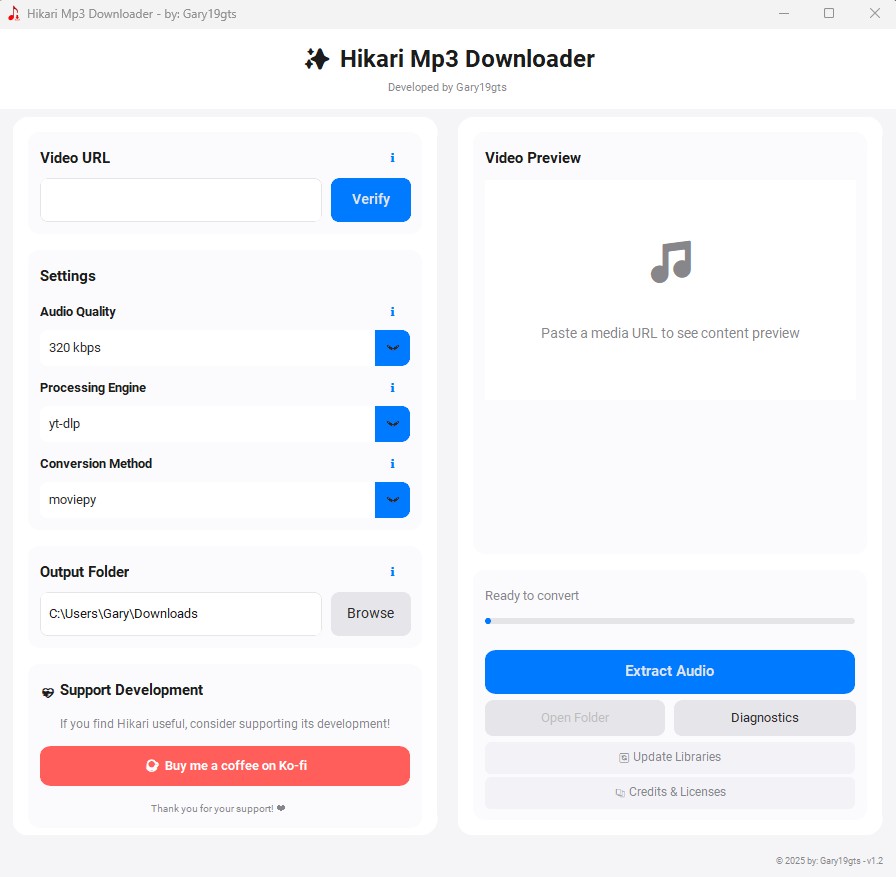 Hikari Mp3 Downloader - by: Gary19gts
Hikari Mp3 Downloader
Developed by Gary19gts
Video URL
Verify
Settings
Audio Quality
320 kbps
Processing Engine
yt-dlp
Conversion Method
moviepy
Output Folder
C:\Users\Gary\Downloads
Browse
Support Development
If you find Hikari useful, consider supporting its development!
Buy me a coffee on Ko-fi
Thank you for your support! ❤
Video Preview
Paste a media URL to see content preview
Ready to convert
Extract Audio
Open Folder
Diagnostics
Update Libraries
Credits & Licenses
© 2025 by: Gary19gts - v1.2